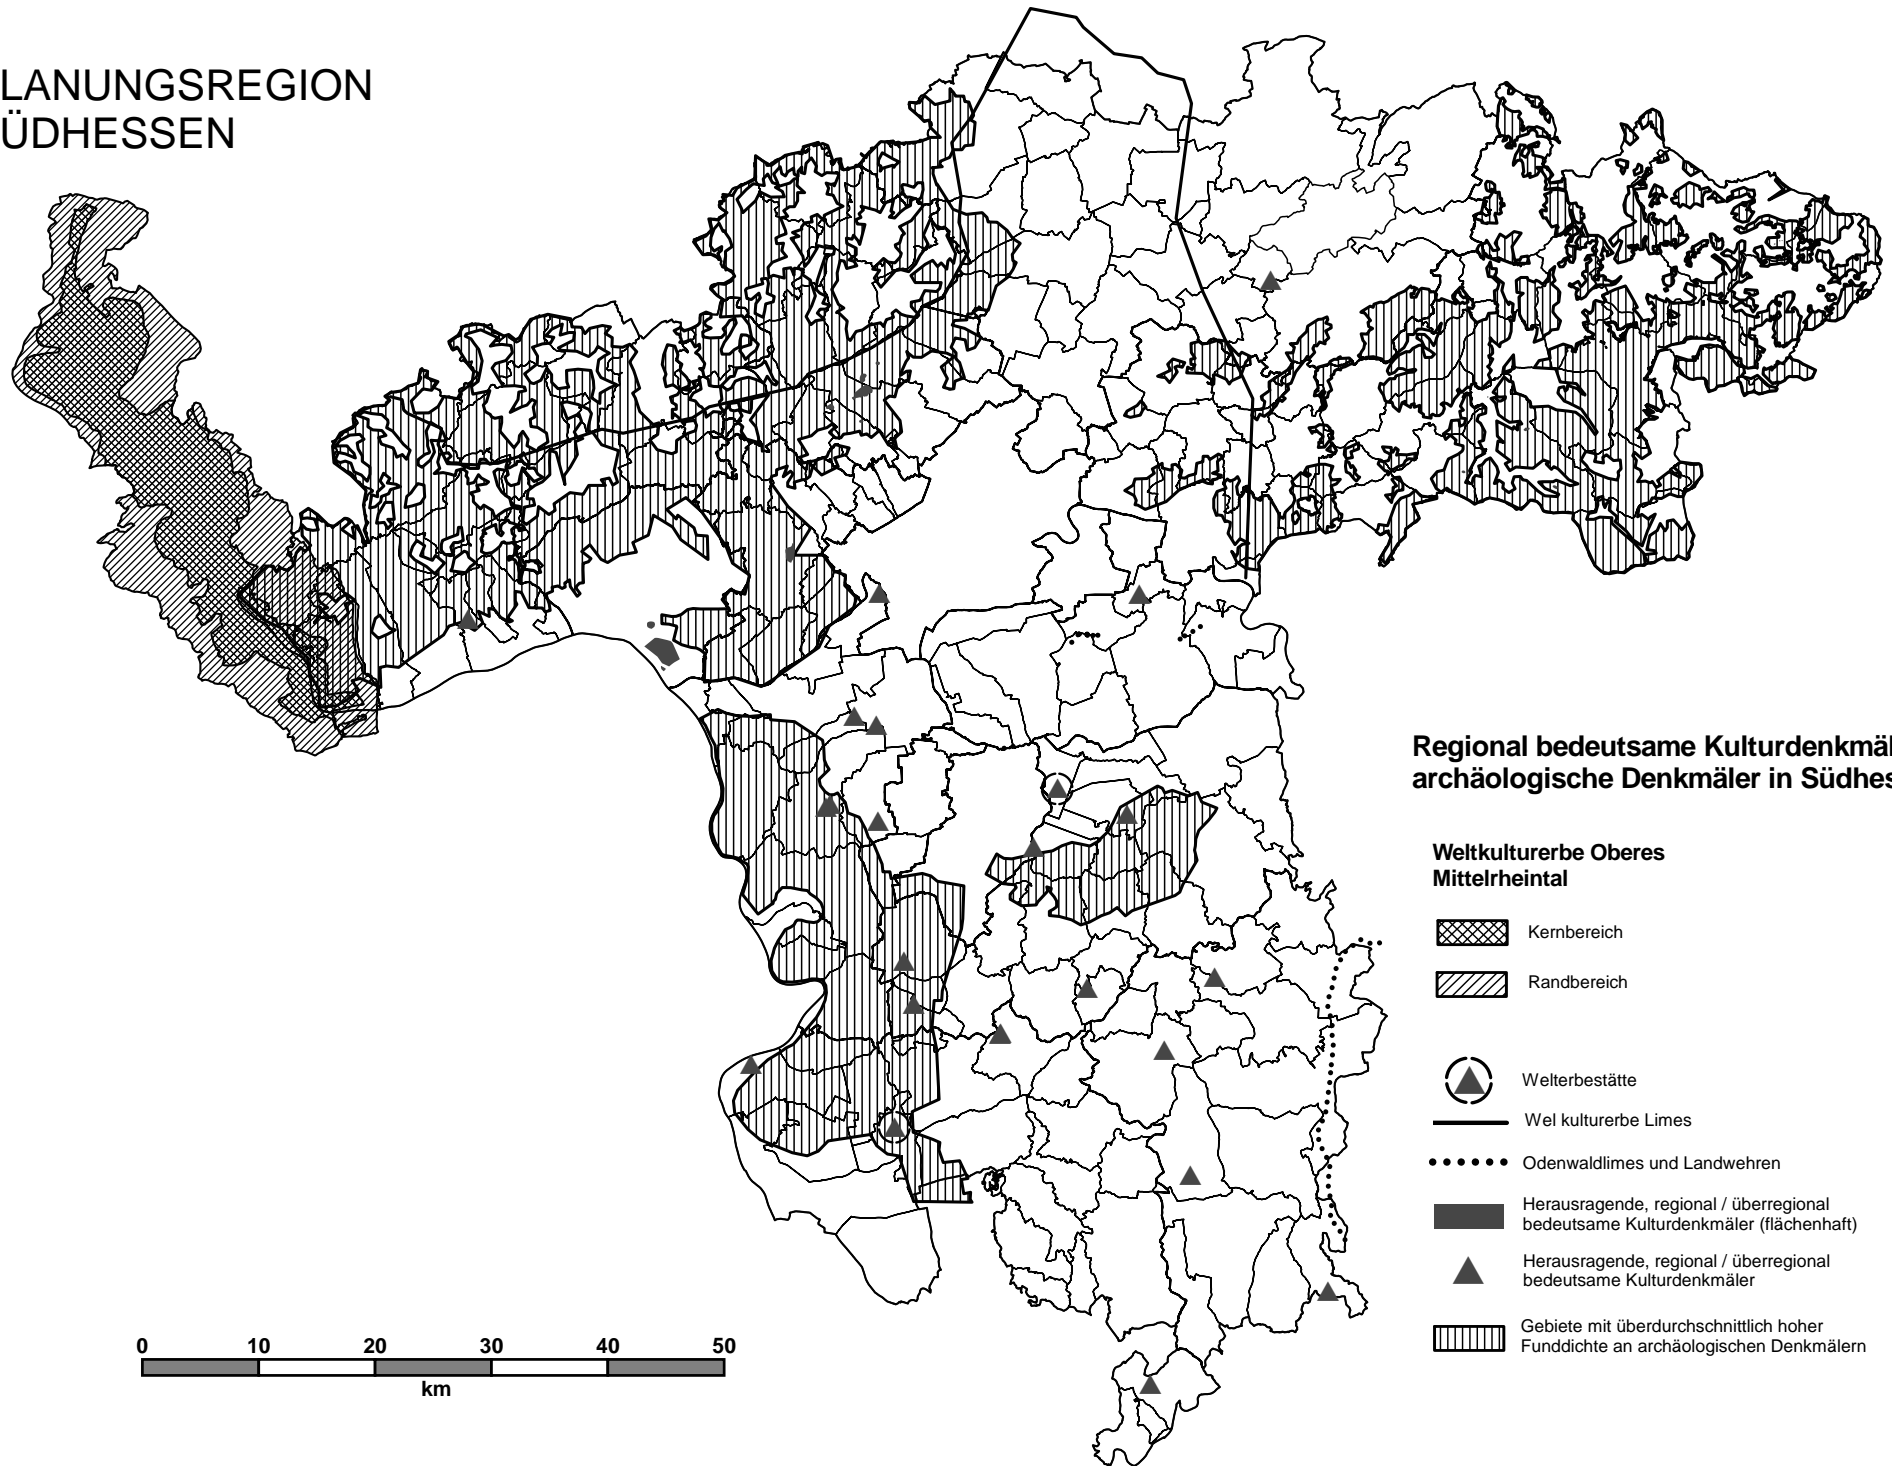 LANUNGSREGION
ÜDHESSEN
Regional bedeutsame Kulturdenkmäl
archäologische Denkmäler in Südhes
Weltkulturerbe Oberes
Mittelrheintal
Kernbereich
Randbereich
Welterbestätte
Wel kulturerbe Limes
Odenwaldlimes und Landwehren
Herausragende, regional / überregional
bedeutsame Kulturdenkmäler (flächenhaft)
Herausragende, regional / überregional
bedeutsame Kulturdenkmäler
Gebiete mit überdurchschnittlich hoher
Funddichte an archäologischen Denkmälern
0 10 20 30 40 50
km